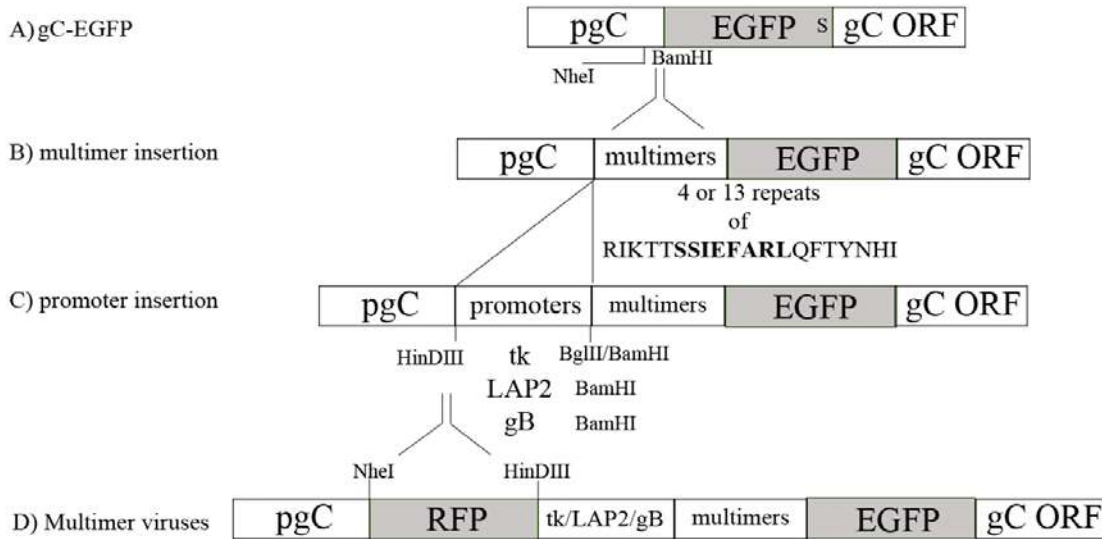 A) gC-EGFP
pgC EGFP S gC ORF
NheI BamHI
B) multimer insertion
pgC multimers EGFP gC ORF
4 or 13 repeats
of
RIKTTSSIEFARLQFTYNHI
C) promoter insertion
pgC promoters multimers EGFP gC ORF
HinDIII tk BglII/BamHI
LAP2 BamHI
gB BamHI
NheI HinDIII
D) Multimer viruses
pgC RFP tk/LAP2/gB multimers EGFP gC ORF